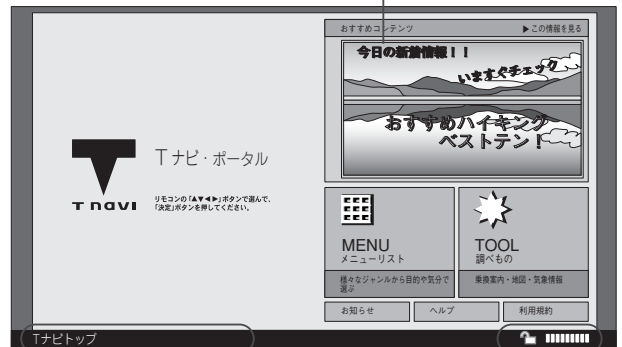 おすすめコンテンツ ▶この情報を見る
今日の新着情報！！
いますぐチェック
おすすめハイキング
ベストテン！
Tナビ・ポータル
T navi
リモコンの「▲▼◀▶」ボタンで選んで、
「決定」ボタンを押してください。
MENU
メニューリスト
様々なジャンルから目的や気分で
選ぶ
TOOL
調べもの
乗換案内・地図・気象情報
お知らせ
ヘルプ
利用規約
Tナビトップ